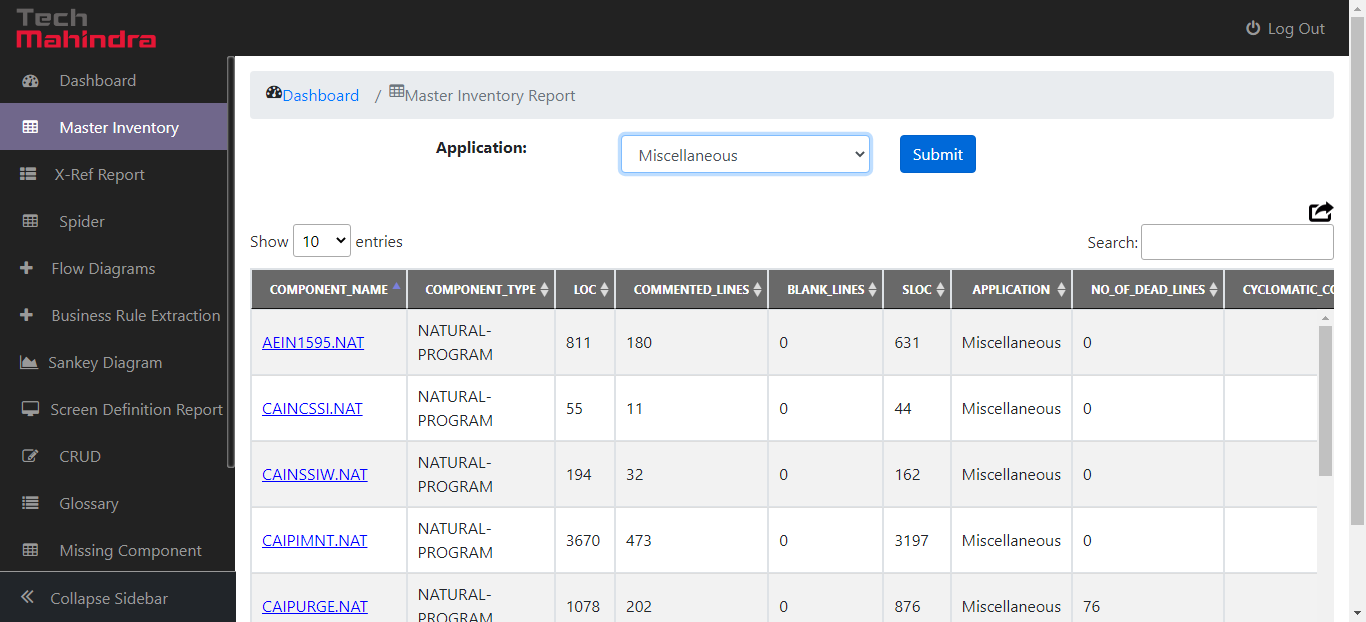 Tech
Mahindra
Log Out
Dashboard
Master Inventory
X-Ref Report
Spider
Flow Diagrams
Business Rule Extraction
Sankey Diagram
Screen Definition Report
CRUD
Glossary
Missing Component
Collapse Sidebar
Dashboard / Master Inventory Report
Application: Miscellaneous Submit
Show 10 entries Search:
COMPONENT_NAME COMPONENT_TYPE LOC COMMENTED_LINES BLANK_LINES SLOC APPLICATION NO_OF_DEAD_LINES CYCLOMATIC_CO
AEIN1595.NAT NATURAL-PROGRAM 811 180 0 631 Miscellaneous 0
CAINCSSI.NAT NATURAL-PROGRAM 55 11 0 44 Miscellaneous 0
CAINSSIW.NAT NATURAL-PROGRAM 194 32 0 162 Miscellaneous 0
CAIPIMNT.NAT NATURAL-PROGRAM 3670 473 0 3197 Miscellaneous 0
CAIPURGE.NAT NATURAL-PROGRAM 1078 202 0 876 Miscellaneous 76